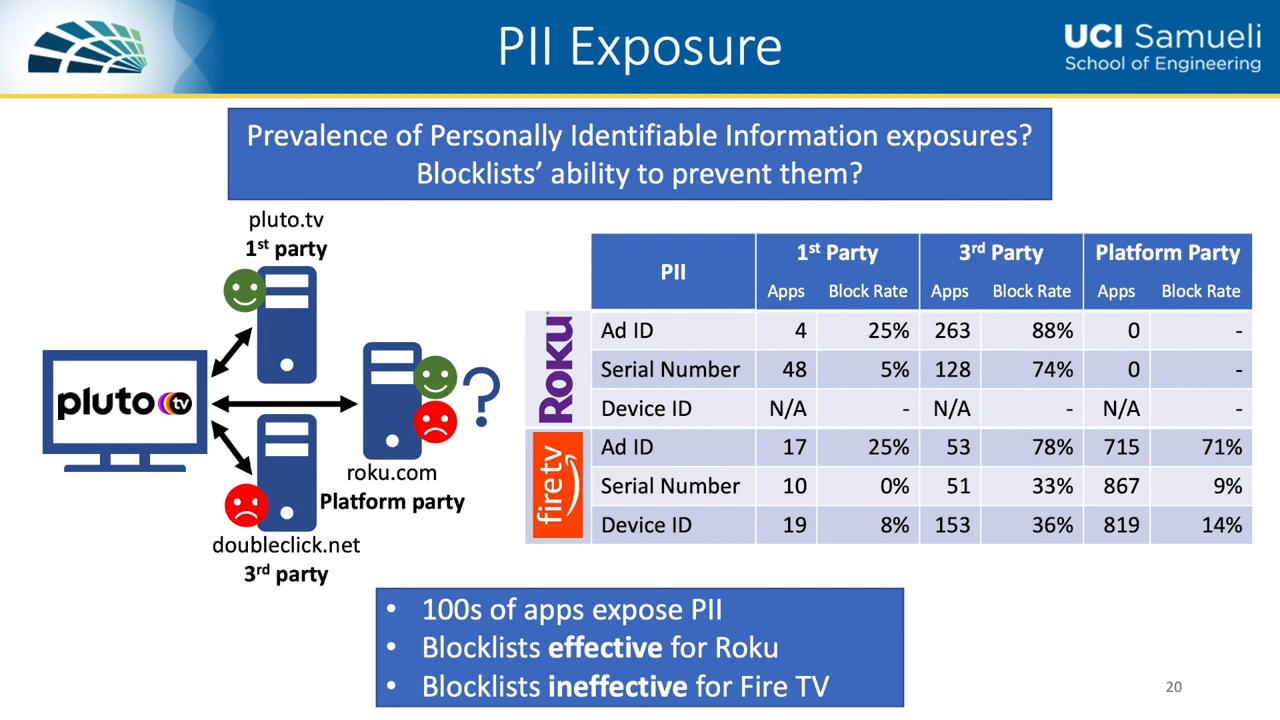 PII Exposure
UCI Samueli
School of Engineering
Prevalence of Personally Identifiable Information exposures?
Blocklists' ability to prevent them?
pluto.tv
1st party
pluto tv
roku.com
Platform party
?
doubleclick.net
3rd party
PII 1st Party 3rd Party Platform Party
Apps Block Rate Apps Block Rate Apps Block Rate
ROKU
Ad ID 4 25% 263 88% 0 -
Serial Number 48 5% 128 74% 0 -
Device ID N/A - N/A - N/A -
fire tv
Ad ID 17 25% 53 78% 715 71%
Serial Number 10 0% 51 33% 867 9%
Device ID 19 8% 153 36% 819 14%
• 100s of apps expose PII
• Blocklists effective for Roku
• Blocklists ineffective for Fire TV
20